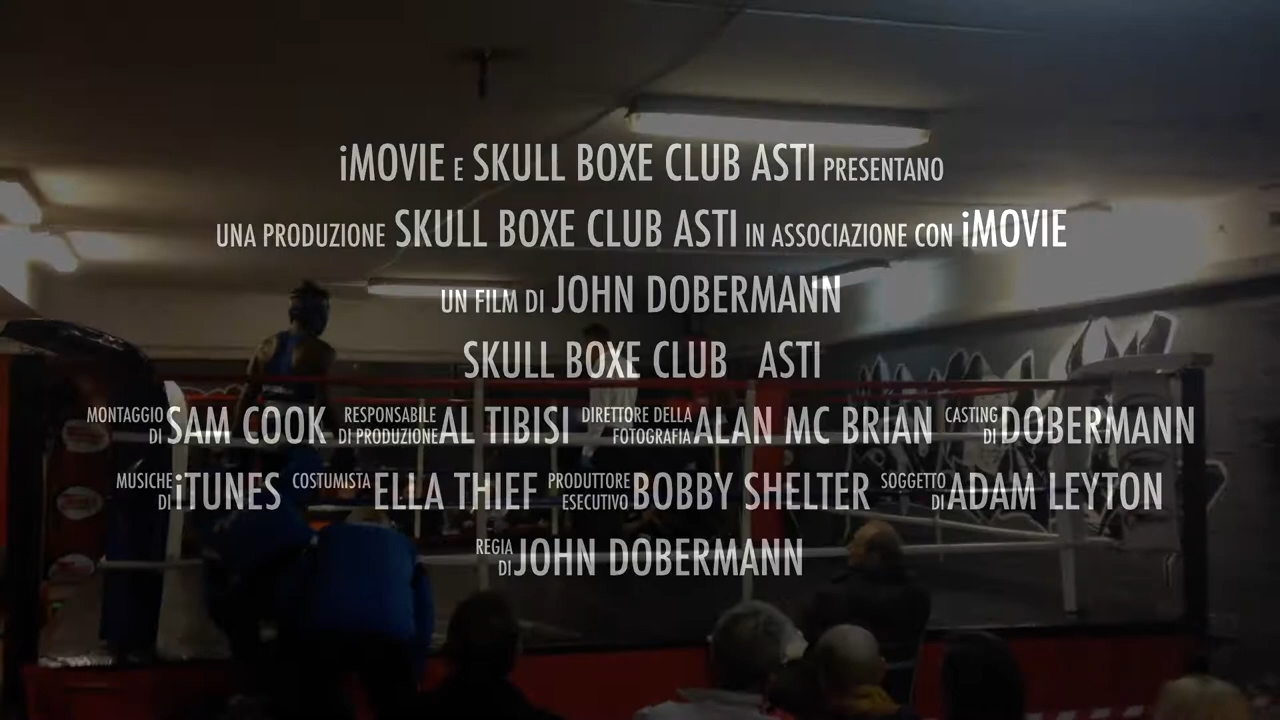 iMOVIE E SKULL BOXE CLUB ASTI PRESENTANO
UNA PRODUZIONE SKULL BOXE CLUB ASTI IN ASSOCIAZIONE CON iMOVIE
UN FILM DI JOHN DOBERMANN
SKULL BOXE CLUB ASTI
MONTAGGIO DI SAM COOK RESPONSABILE DI PRODUZIONE AL TIBISI DIRETTORE DELLA FOTOGRAFIA ALAN MC BRIAN CASTING DI DOBERMANN
MUSICHE DI iTUNES COSTUMISTA ELLA THIEF PRODUTTORE ESECUTIVO BOBBY SHELTER SOGGETTO DI ADAM LEYTON
REGIA DI JOHN DOBERMANN